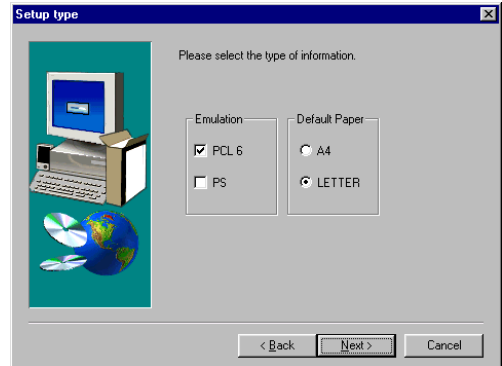 Setup type
Please select the type of information.
Emulation
PCL 6
PS
Default Paper
A4
LETTER
< Back
Next >
Cancel